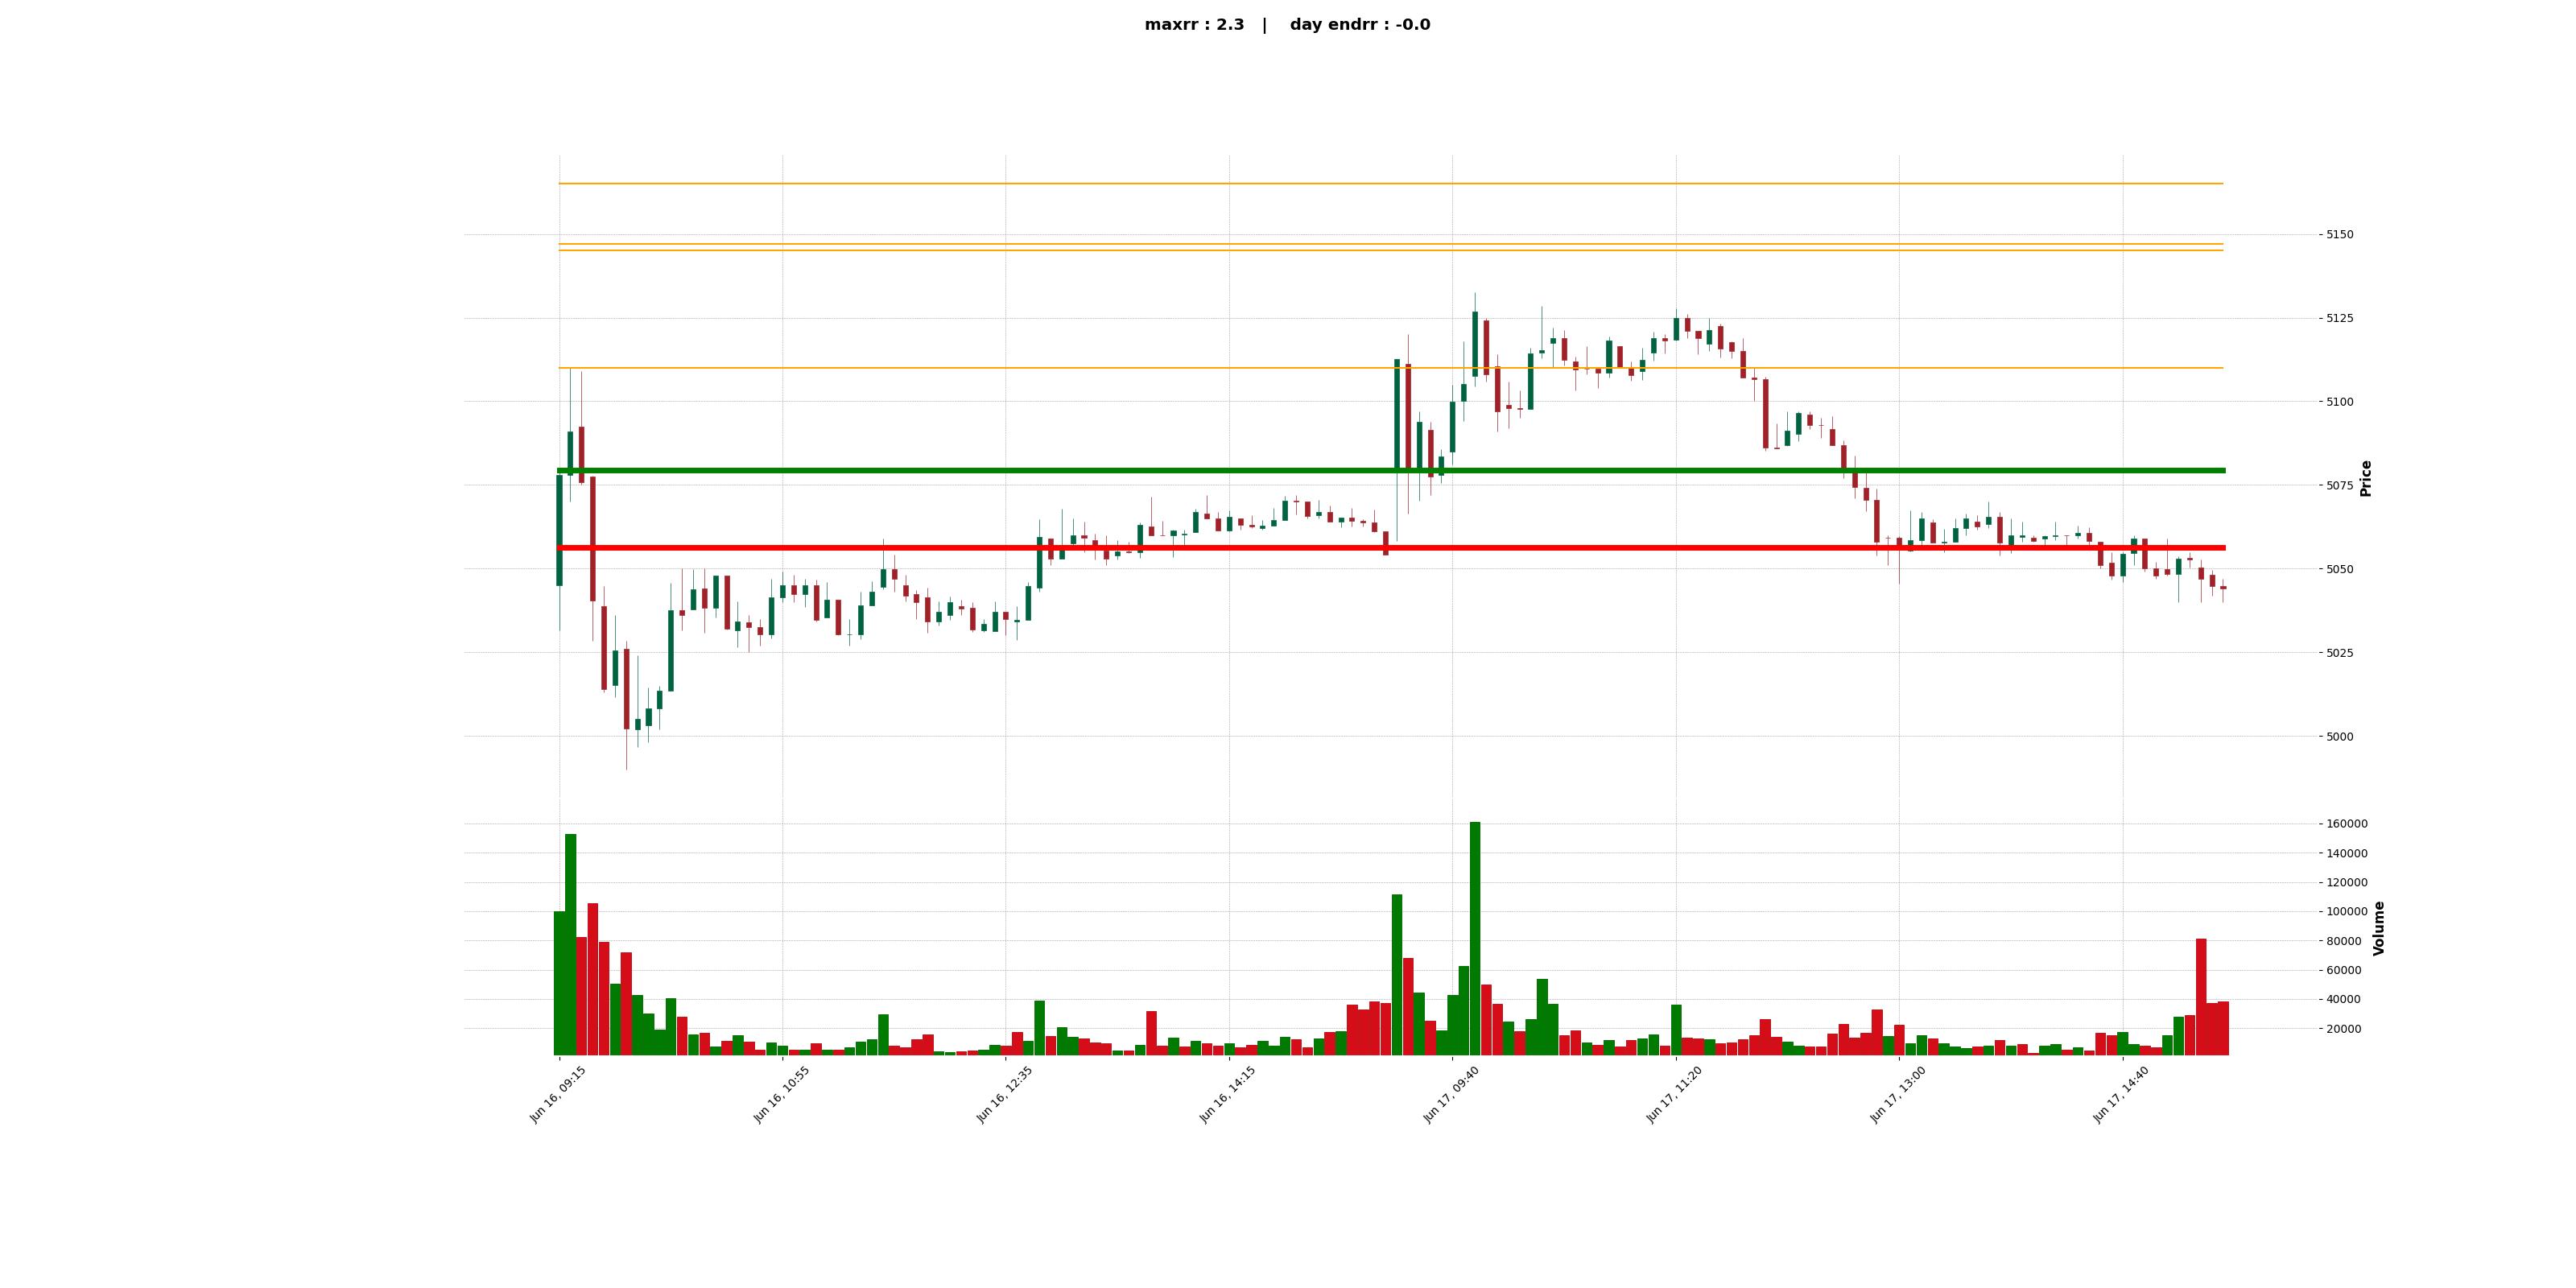 maxrr : 2.3   |    day endrr : -0.0
5150
5125
5100
5075
5050
5025
5000
Price
160000
140000
120000
100000
80000
60000
40000
20000
Volume
Jun 16, 09:15
Jun 16, 10:55
Jun 16, 12:35
Jun 16, 14:15
Jun 17, 09:40
Jun 17, 11:20
Jun 17, 13:00
Jun 17, 14:40